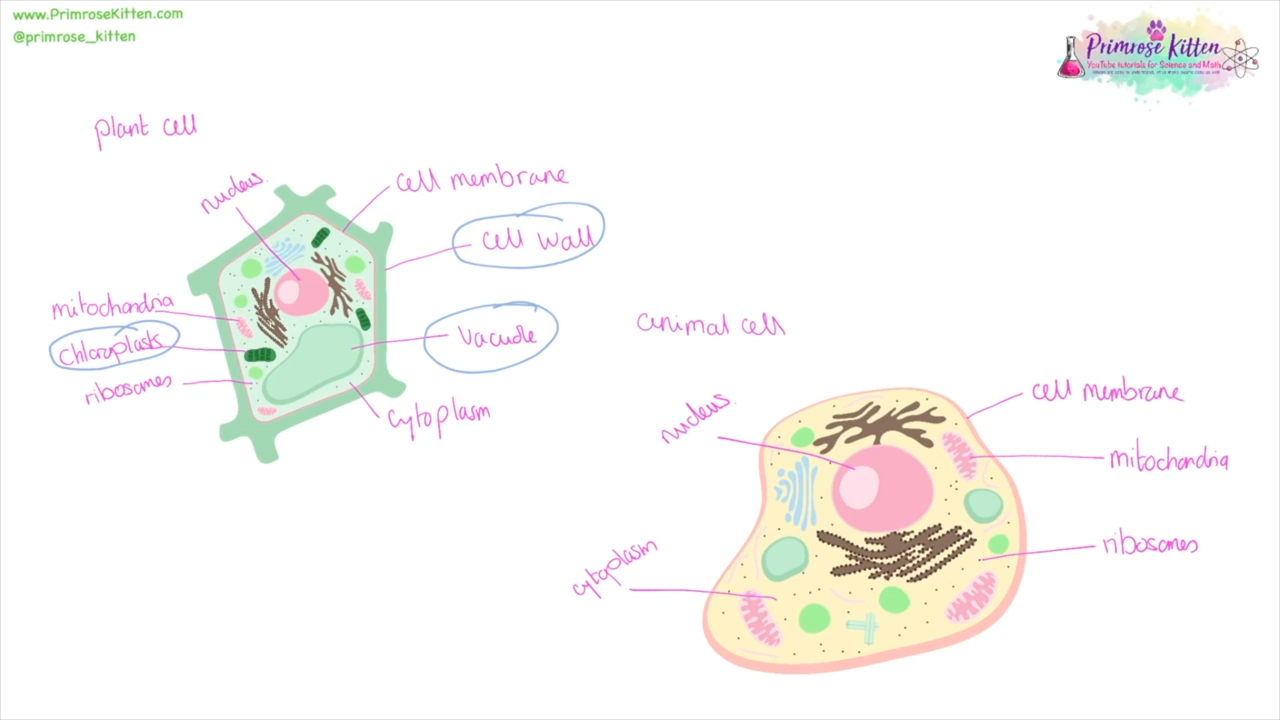 www.PrimroseKitten.com
@primrose_kitten
Primrose Kitten
YouTube tutorials for Science and Math
plant cell
nucleus
cell membrane
cell wall
mitochondria
chloroplasts
ribosomes
vacuole
cytoplasm
animal cell
nucleus
cell membrane
mitochondria
ribosomes
cytoplasm